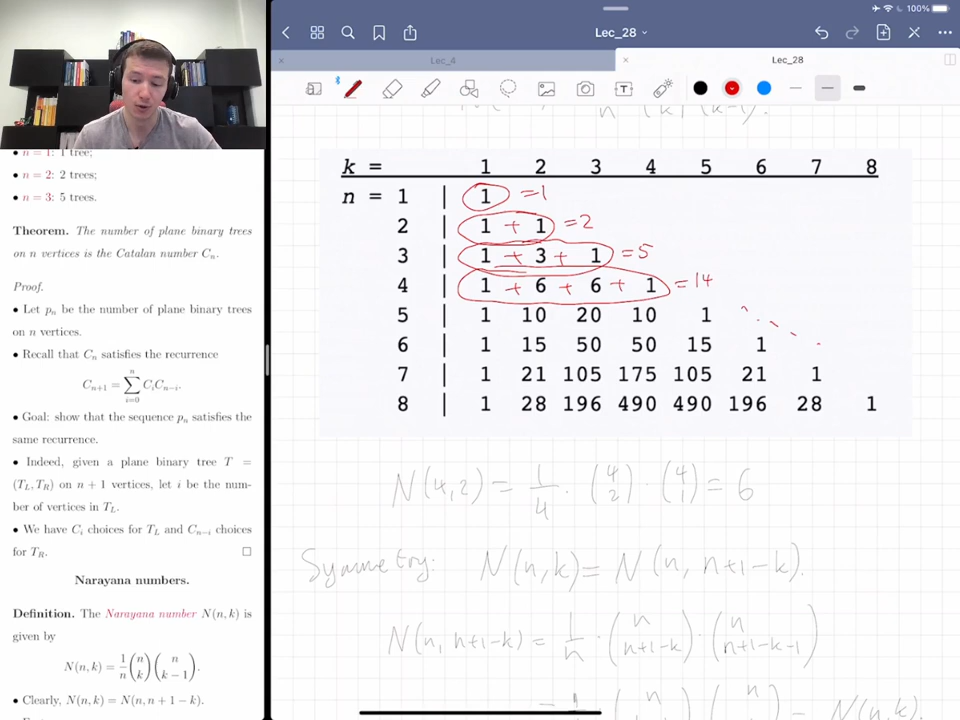 100%
Lec_28
Lec_4
Lec_28
• n = 1: 1 tree;
• n = 2: 2 trees;
• n = 3: 5 trees.
Theorem. The number of plane binary trees
on n vertices is the Catalan number Cₙ.
Proof.
• Let pₙ be the number of plane binary trees
on n vertices.
• Recall that Cₙ satisfies the recurrence
Cₙ₊₁ = ∑ᵢ₌₀ⁿ CᵢCₙ₋ᵢ.
• Goal: show that the sequence pₙ satisfies the
same recurrence.
• Indeed, given a plane binary tree T =
(T_L, T_R) on n + 1 vertices, let i be the num-
ber of vertices in T_L.
• We have Cᵢ choices for T_L and Cₙ₋ᵢ choices
for T_R. □
Narayana numbers.
Definition. The Narayana number N(n, k) is
given by
N(n, k) = 1/n (n k) (n k−1).
• Clearly, N(n, k) = N(n, n + 1 − k).
k = 1 2 3 4 5 6 7 8
n = 1 | 1 =1
2 | 1 + 1 =2
3 | 1 + 3 + 1 =5
4 | 1 + 6 + 6 + 1 =14
5 | 1 10 20 10 1
6 | 1 15 50 50 15 1
7 | 1 21 105 175 105 21 1
8 | 1 28 196 490 490 196 28 1
N(4,2) = 1/4 · (4 2) · (4 1) = 6
Symmetry: N(n,k) = N(n, n+1-k).
N(n, n+1-k) = 1/n · (n n+1-k) · (n n+1-k-1)
= N(n,k).